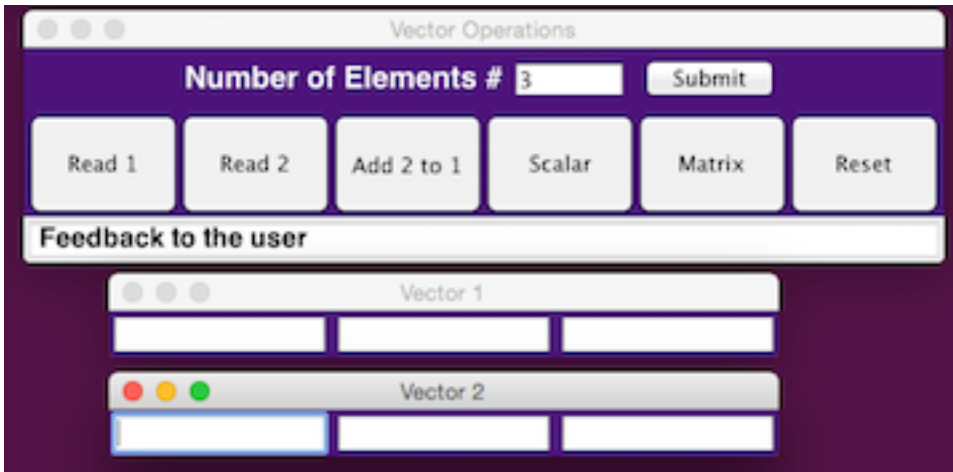 Vector Operations
Number of Elements # 3 Submit
Read 1 Read 2 Add 2 to 1 Scalar Matrix Reset
Feedback to the user
Vector 1
Vector 2